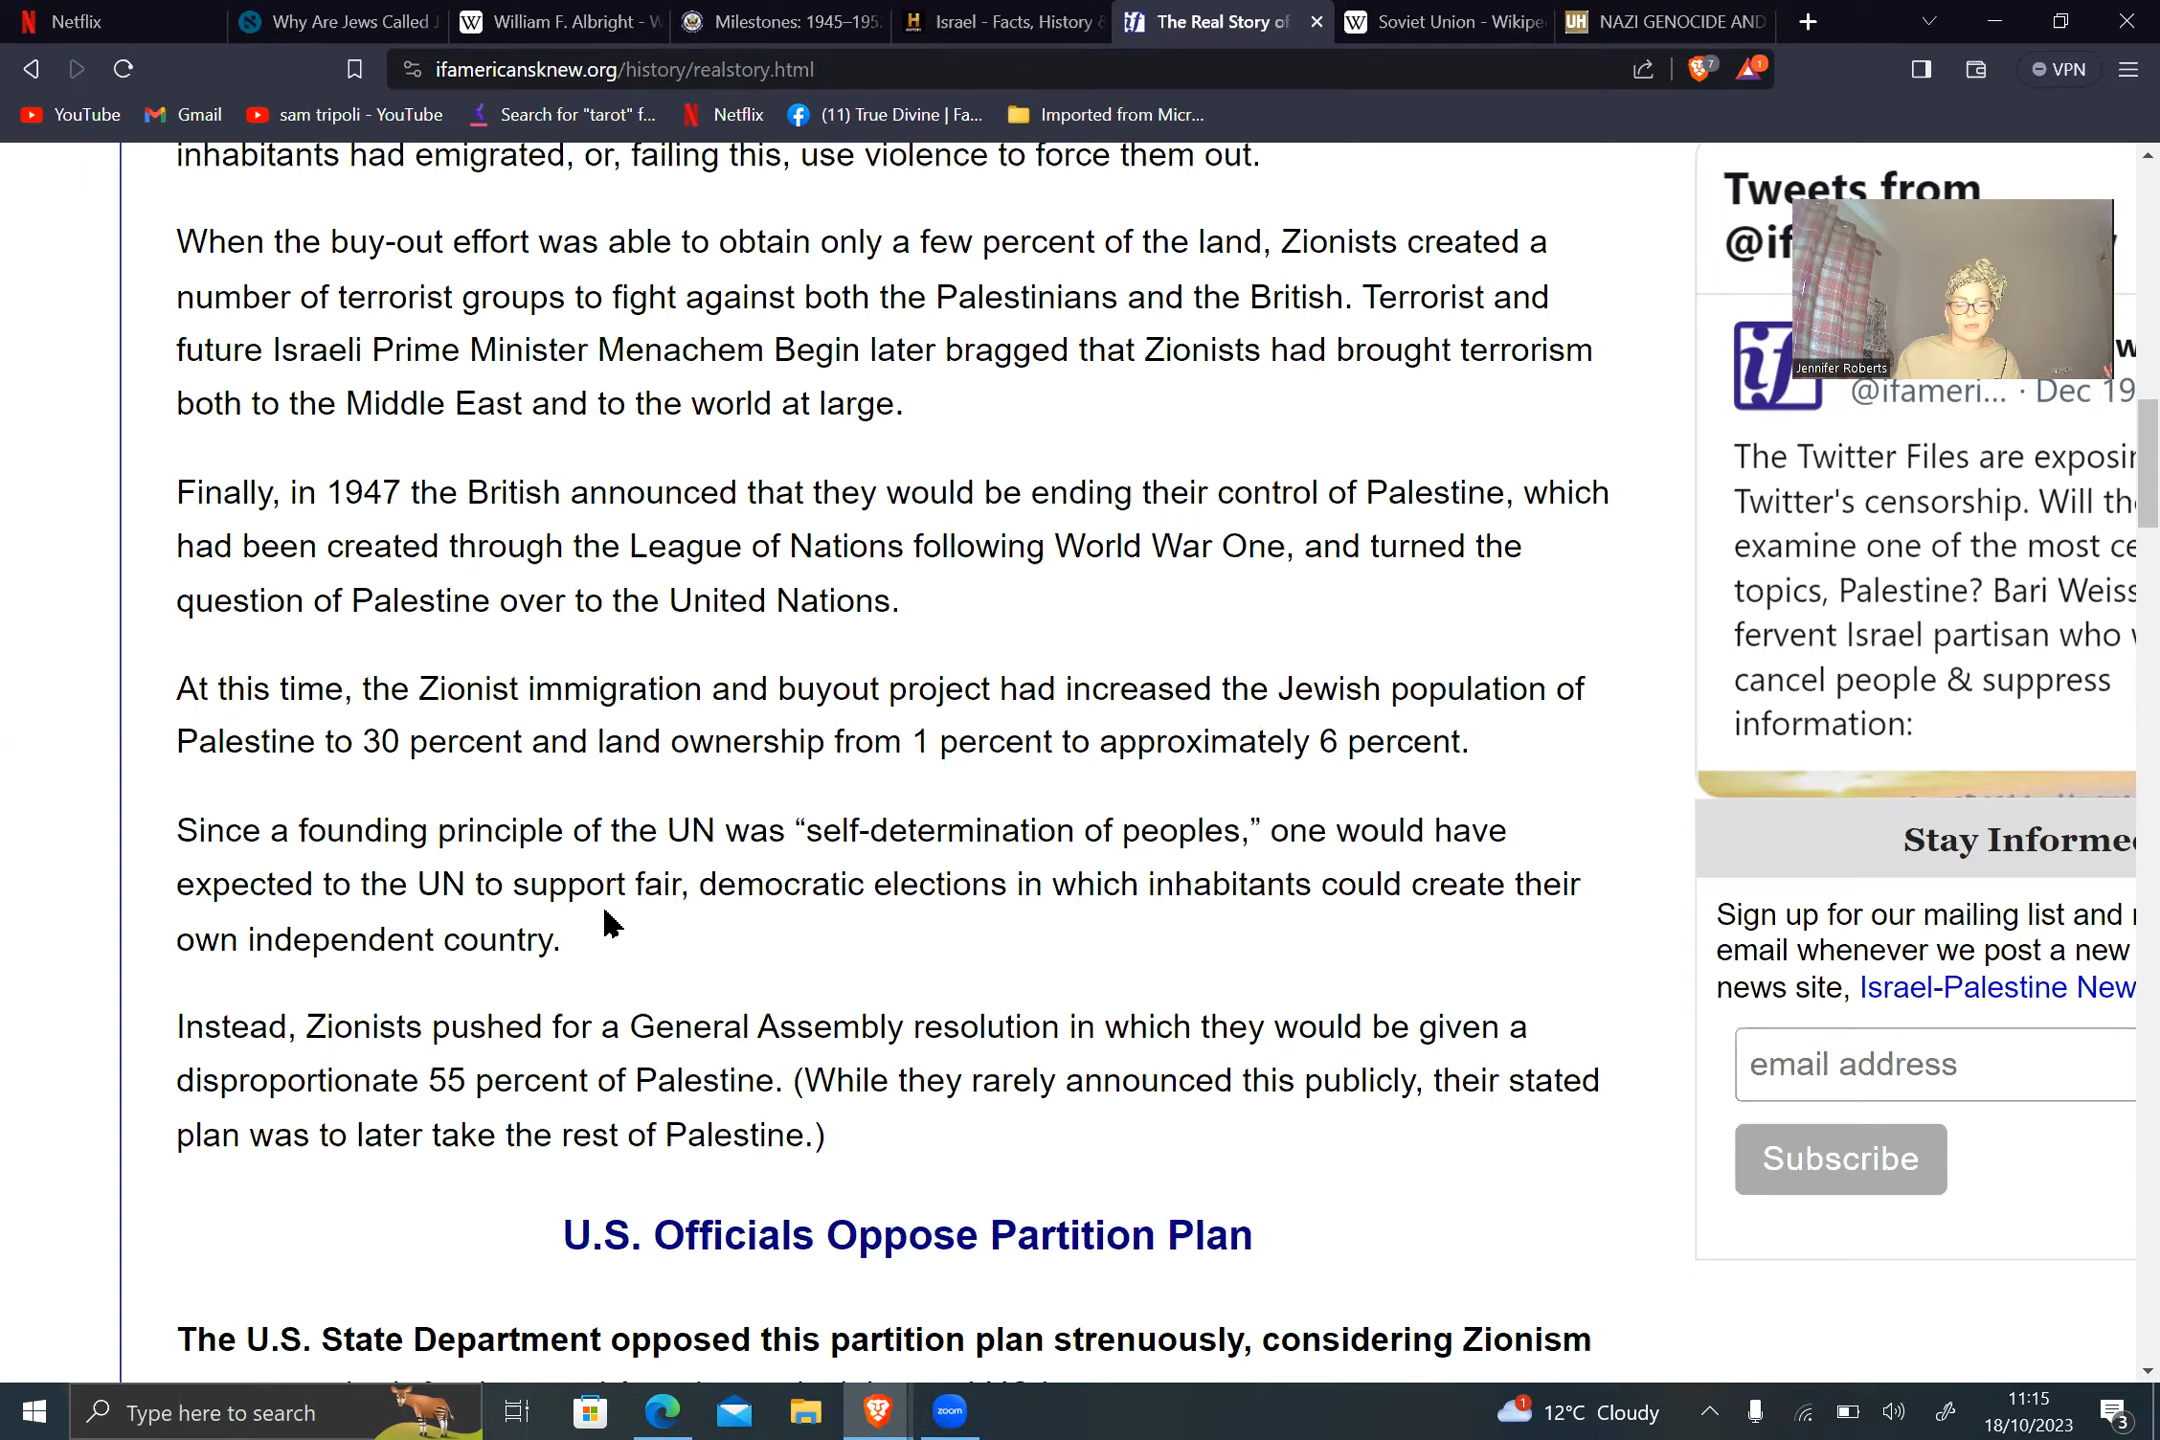 Netflix
Why Are Jews Called J
William F. Albright - W
Milestones: 1945–195
Israel - Facts, History &
The Real Story of
Soviet Union - Wikipe
NAZI GENOCIDE AND
ifamericansknew.org/history/realstory.html
7
1
VPN
YouTube
Gmail
sam tripoli - YouTube
Search for "tarot" f...
Netflix
(11) True Divine | Fa...
Imported from Micr...
inhabitants had emigrated, or, failing this, use violence to force them out.
When the buy-out effort was able to obtain only a few percent of the land, Zionists created a
number of terrorist groups to fight against both the Palestinians and the British. Terrorist and
future Israeli Prime Minister Menachem Begin later bragged that Zionists had brought terrorism
both to the Middle East and to the world at large.
Finally, in 1947 the British announced that they would be ending their control of Palestine, which
had been created through the League of Nations following World War One, and turned the
question of Palestine over to the United Nations.
At this time, the Zionist immigration and buyout project had increased the Jewish population of
Palestine to 30 percent and land ownership from 1 percent to approximately 6 percent.
Since a founding principle of the UN was “self-determination of peoples,” one would have
expected to the UN to support fair, democratic elections in which inhabitants could create their
own independent country.
Instead, Zionists pushed for a General Assembly resolution in which they would be given a
disproportionate 55 percent of Palestine. (While they rarely announced this publicly, their stated
plan was to later take the rest of Palestine.)
U.S. Officials Oppose Partition Plan
The U.S. State Department opposed this partition plan strenuously, considering Zionism
Tweets from
@if
Jennifer Roberts
if
@ifameri... · Dec 19
The Twitter Files are exposin
Twitter's censorship. Will th
examine one of the most ce
topics, Palestine? Bari Weiss
fervent Israel partisan who
cancel people & suppress
information:
Stay Informe
Sign up for our mailing list and
email whenever we post a new
news site, Israel-Palestine New
email address
Subscribe
Type here to search
zoom
1
12°C Cloudy
11:15
18/10/2023
3